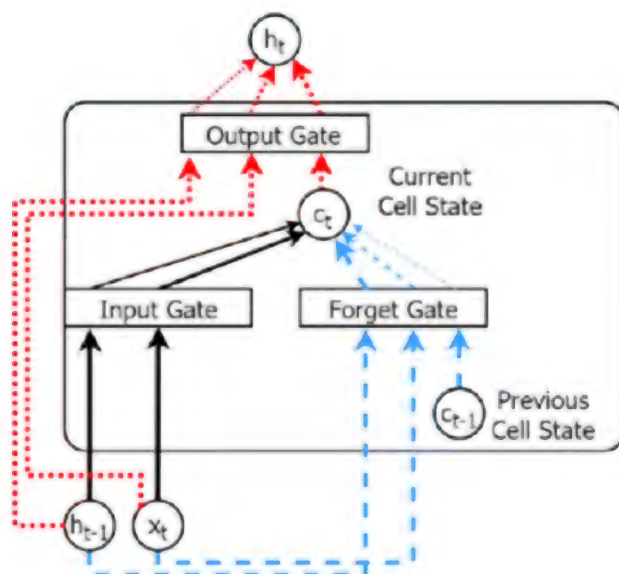 hₜ
Output Gate
Current
Cell State
cₜ
Input Gate
Forget Gate
cₜ₋₁
Previous
Cell State
hₜ₋₁
xₜ